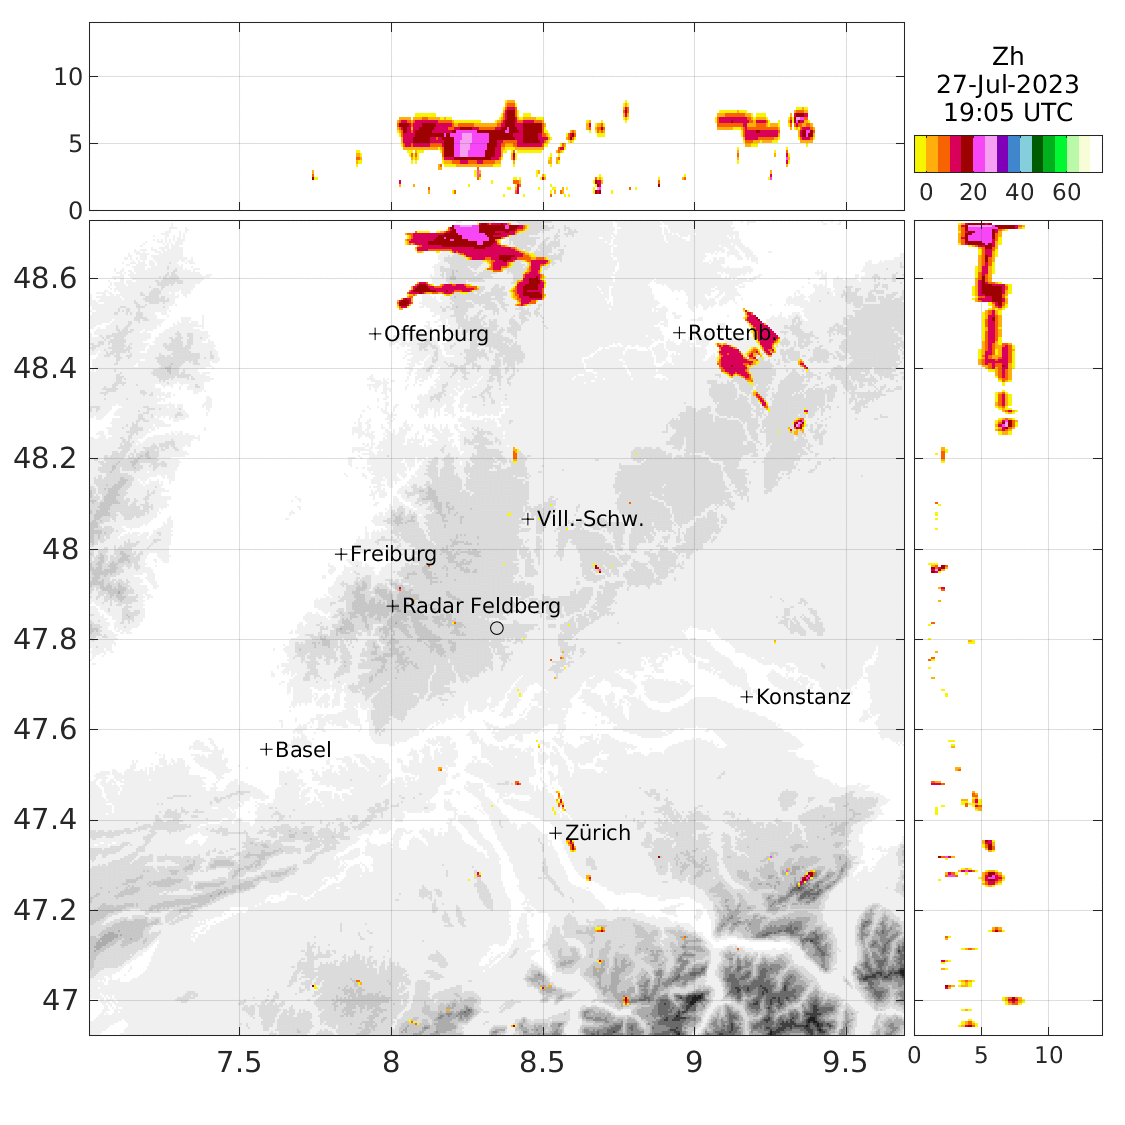 Zh
27-Jul-2023
19:05 UTC
0 20 40 60
10
5
0
48.6
48.4
48.2
48
47.8
47.6
47.4
47.2
47
Offenburg
Rottenb.
Vill.-Schw.
Freiburg
Radar Feldberg
Konstanz
Basel
Zürich
7.5 8 8.5 9 9.5
0 5 10